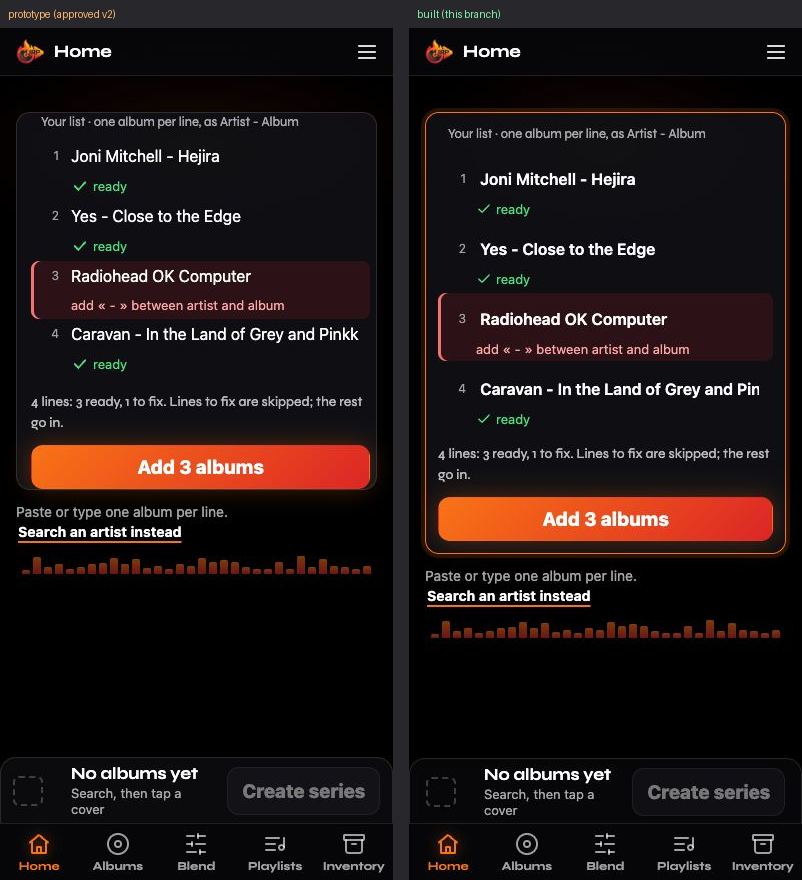 prototype (approved v2)
Home
Your list · one album per line, as Artist - Album
1 Joni Mitchell - Hejira
ready
2 Yes - Close to the Edge
ready
3 Radiohead OK Computer
add « - » between artist and album
4 Caravan - In the Land of Grey and Pinkk
ready
4 lines: 3 ready, 1 to fix. Lines to fix are skipped; the rest
go in.
Add 3 albums
Paste or type one album per line.
Search an artist instead
No albums yet
Search, then tap a
cover
Create series
Home Albums Blend Playlists Inventory
built (this branch)
Home
Your list · one album per line, as Artist - Album
1 Joni Mitchell - Hejira
ready
2 Yes - Close to the Edge
ready
3 Radiohead OK Computer
add « - » between artist and album
4 Caravan - In the Land of Grey and Pin
ready
4 lines: 3 ready, 1 to fix. Lines to fix are skipped; the rest
go in.
Add 3 albums
Paste or type one album per line.
Search an artist instead
No albums yet
Search, then tap a
cover
Create series
Home Albums Blend Playlists Inventory